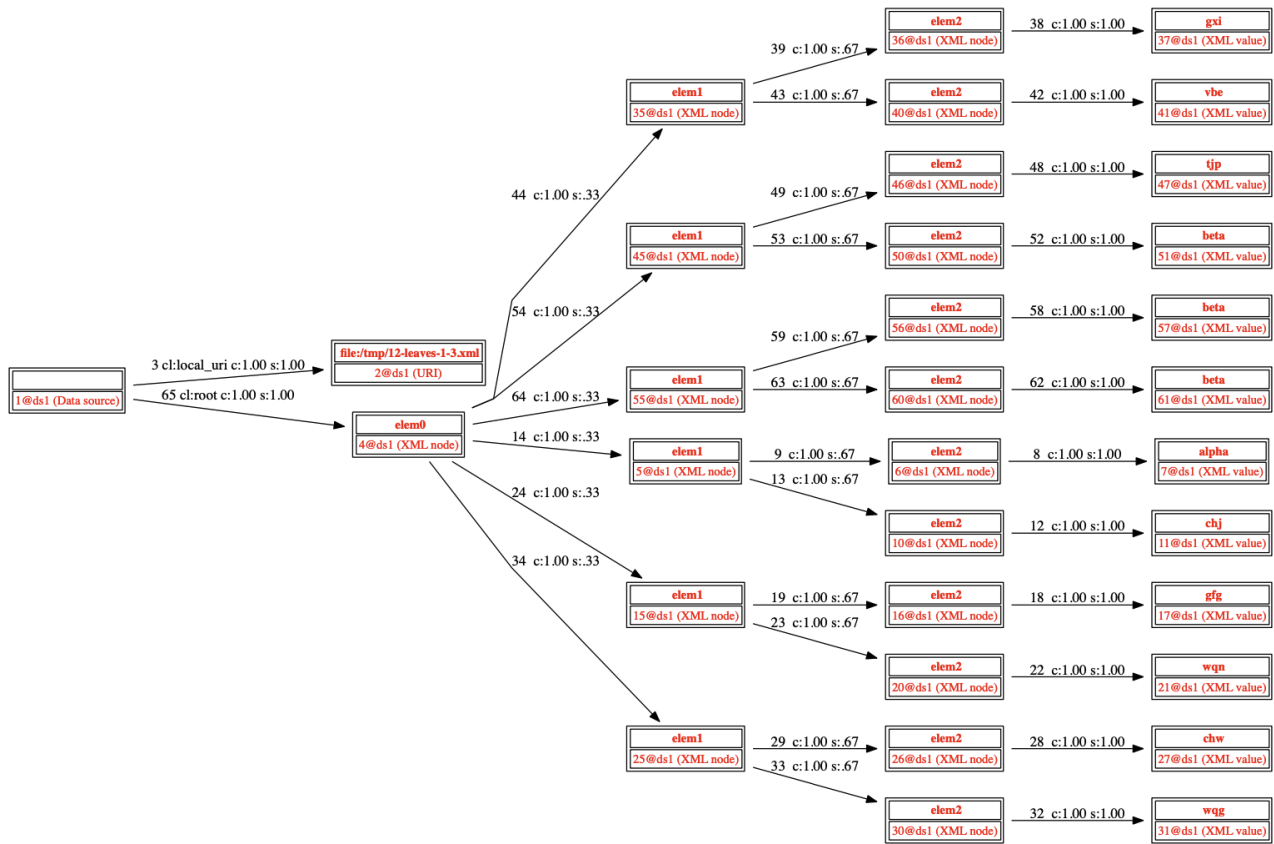 elem2
36@ds1 (XML node)
38 c:1.00 s:1.00
gxi
37@ds1 (XML value)
39 c:1.00 s:.67
elem1
35@ds1 (XML node)
43 c:1.00 s:.67
elem2
40@ds1 (XML node)
42 c:1.00 s:1.00
vbe
41@ds1 (XML value)
elem2
46@ds1 (XML node)
48 c:1.00 s:1.00
tjp
47@ds1 (XML value)
44 c:1.00 s:.33
49 c:1.00 s:.67
elem1
45@ds1 (XML node)
53 c:1.00 s:.67
elem2
50@ds1 (XML node)
52 c:1.00 s:1.00
beta
51@ds1 (XML value)
54 c:1.00 s:.33
elem2
56@ds1 (XML node)
58 c:1.00 s:1.00
beta
57@ds1 (XML value)
59 c:1.00 s:.67
1@ds1 (Data source)
3 cl:local_uri c:1.00 s:1.00
file:/tmp/12-leaves-1-3.xml
2@ds1 (URI)
65 cl:root c:1.00 s:1.00
elem0
4@ds1 (XML node)
64 c:1.00 s:.33
elem1
55@ds1 (XML node)
63 c:1.00 s:.67
elem2
60@ds1 (XML node)
62 c:1.00 s:1.00
beta
61@ds1 (XML value)
14 c:1.00 s:.33
elem1
5@ds1 (XML node)
9 c:1.00 s:.67
elem2
6@ds1 (XML node)
8 c:1.00 s:1.00
alpha
7@ds1 (XML value)
13 c:1.00 s:.67
elem2
10@ds1 (XML node)
12 c:1.00 s:1.00
chj
11@ds1 (XML value)
24 c:1.00 s:.33
34 c:1.00 s:.33
elem1
15@ds1 (XML node)
19 c:1.00 s:.67
elem2
16@ds1 (XML node)
18 c:1.00 s:1.00
gfg
17@ds1 (XML value)
23 c:1.00 s:.67
elem2
20@ds1 (XML node)
22 c:1.00 s:1.00
wqn
21@ds1 (XML value)
elem1
25@ds1 (XML node)
29 c:1.00 s:.67
elem2
26@ds1 (XML node)
28 c:1.00 s:1.00
chw
27@ds1 (XML value)
33 c:1.00 s:.67
elem2
30@ds1 (XML node)
32 c:1.00 s:1.00
wqg
31@ds1 (XML value)